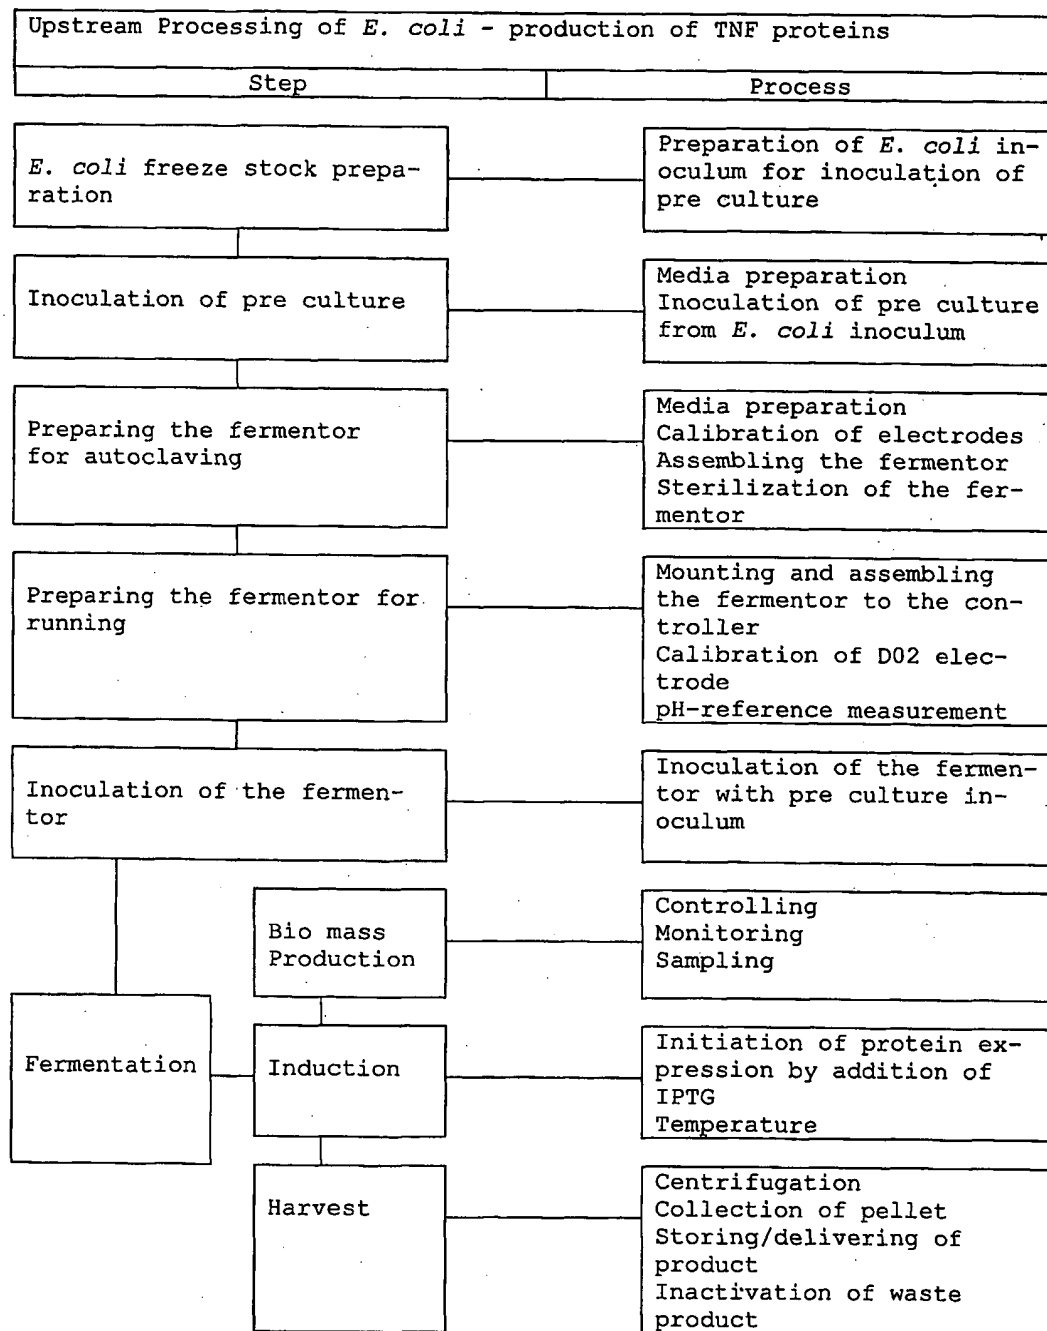 Upstream Processing of E. coli - production of TNF proteins
Step
Process
E. coli freeze stock prepa-
ration
Preparation of E. coli in-
oculum for inoculation of
pre culture
Inoculation of pre culture
Media preparation
Inoculation of pre culture
from E. coli inoculum
Preparing the fermentor
for autoclaving
Media preparation
Calibration of electrodes
Assembling the fermentor
Sterilization of the fer-
mentor
Preparing the fermentor for
running
Mounting and assembling
the fermentor to the con-
troller
Calibration of D02 elec-
trode
pH-reference measurement
Inoculation of the fermen-
tor
Inoculation of the fermen-
tor with pre culture in-
oculum
Bio mass
Production
Controlling
Monitoring
Sampling
Fermentation
Induction
Initiation of protein ex-
pression by addition of
IPTG
Temperature
Harvest
Centrifugation
Collection of pellet
Storing/delivering of
product
Inactivation of waste
product